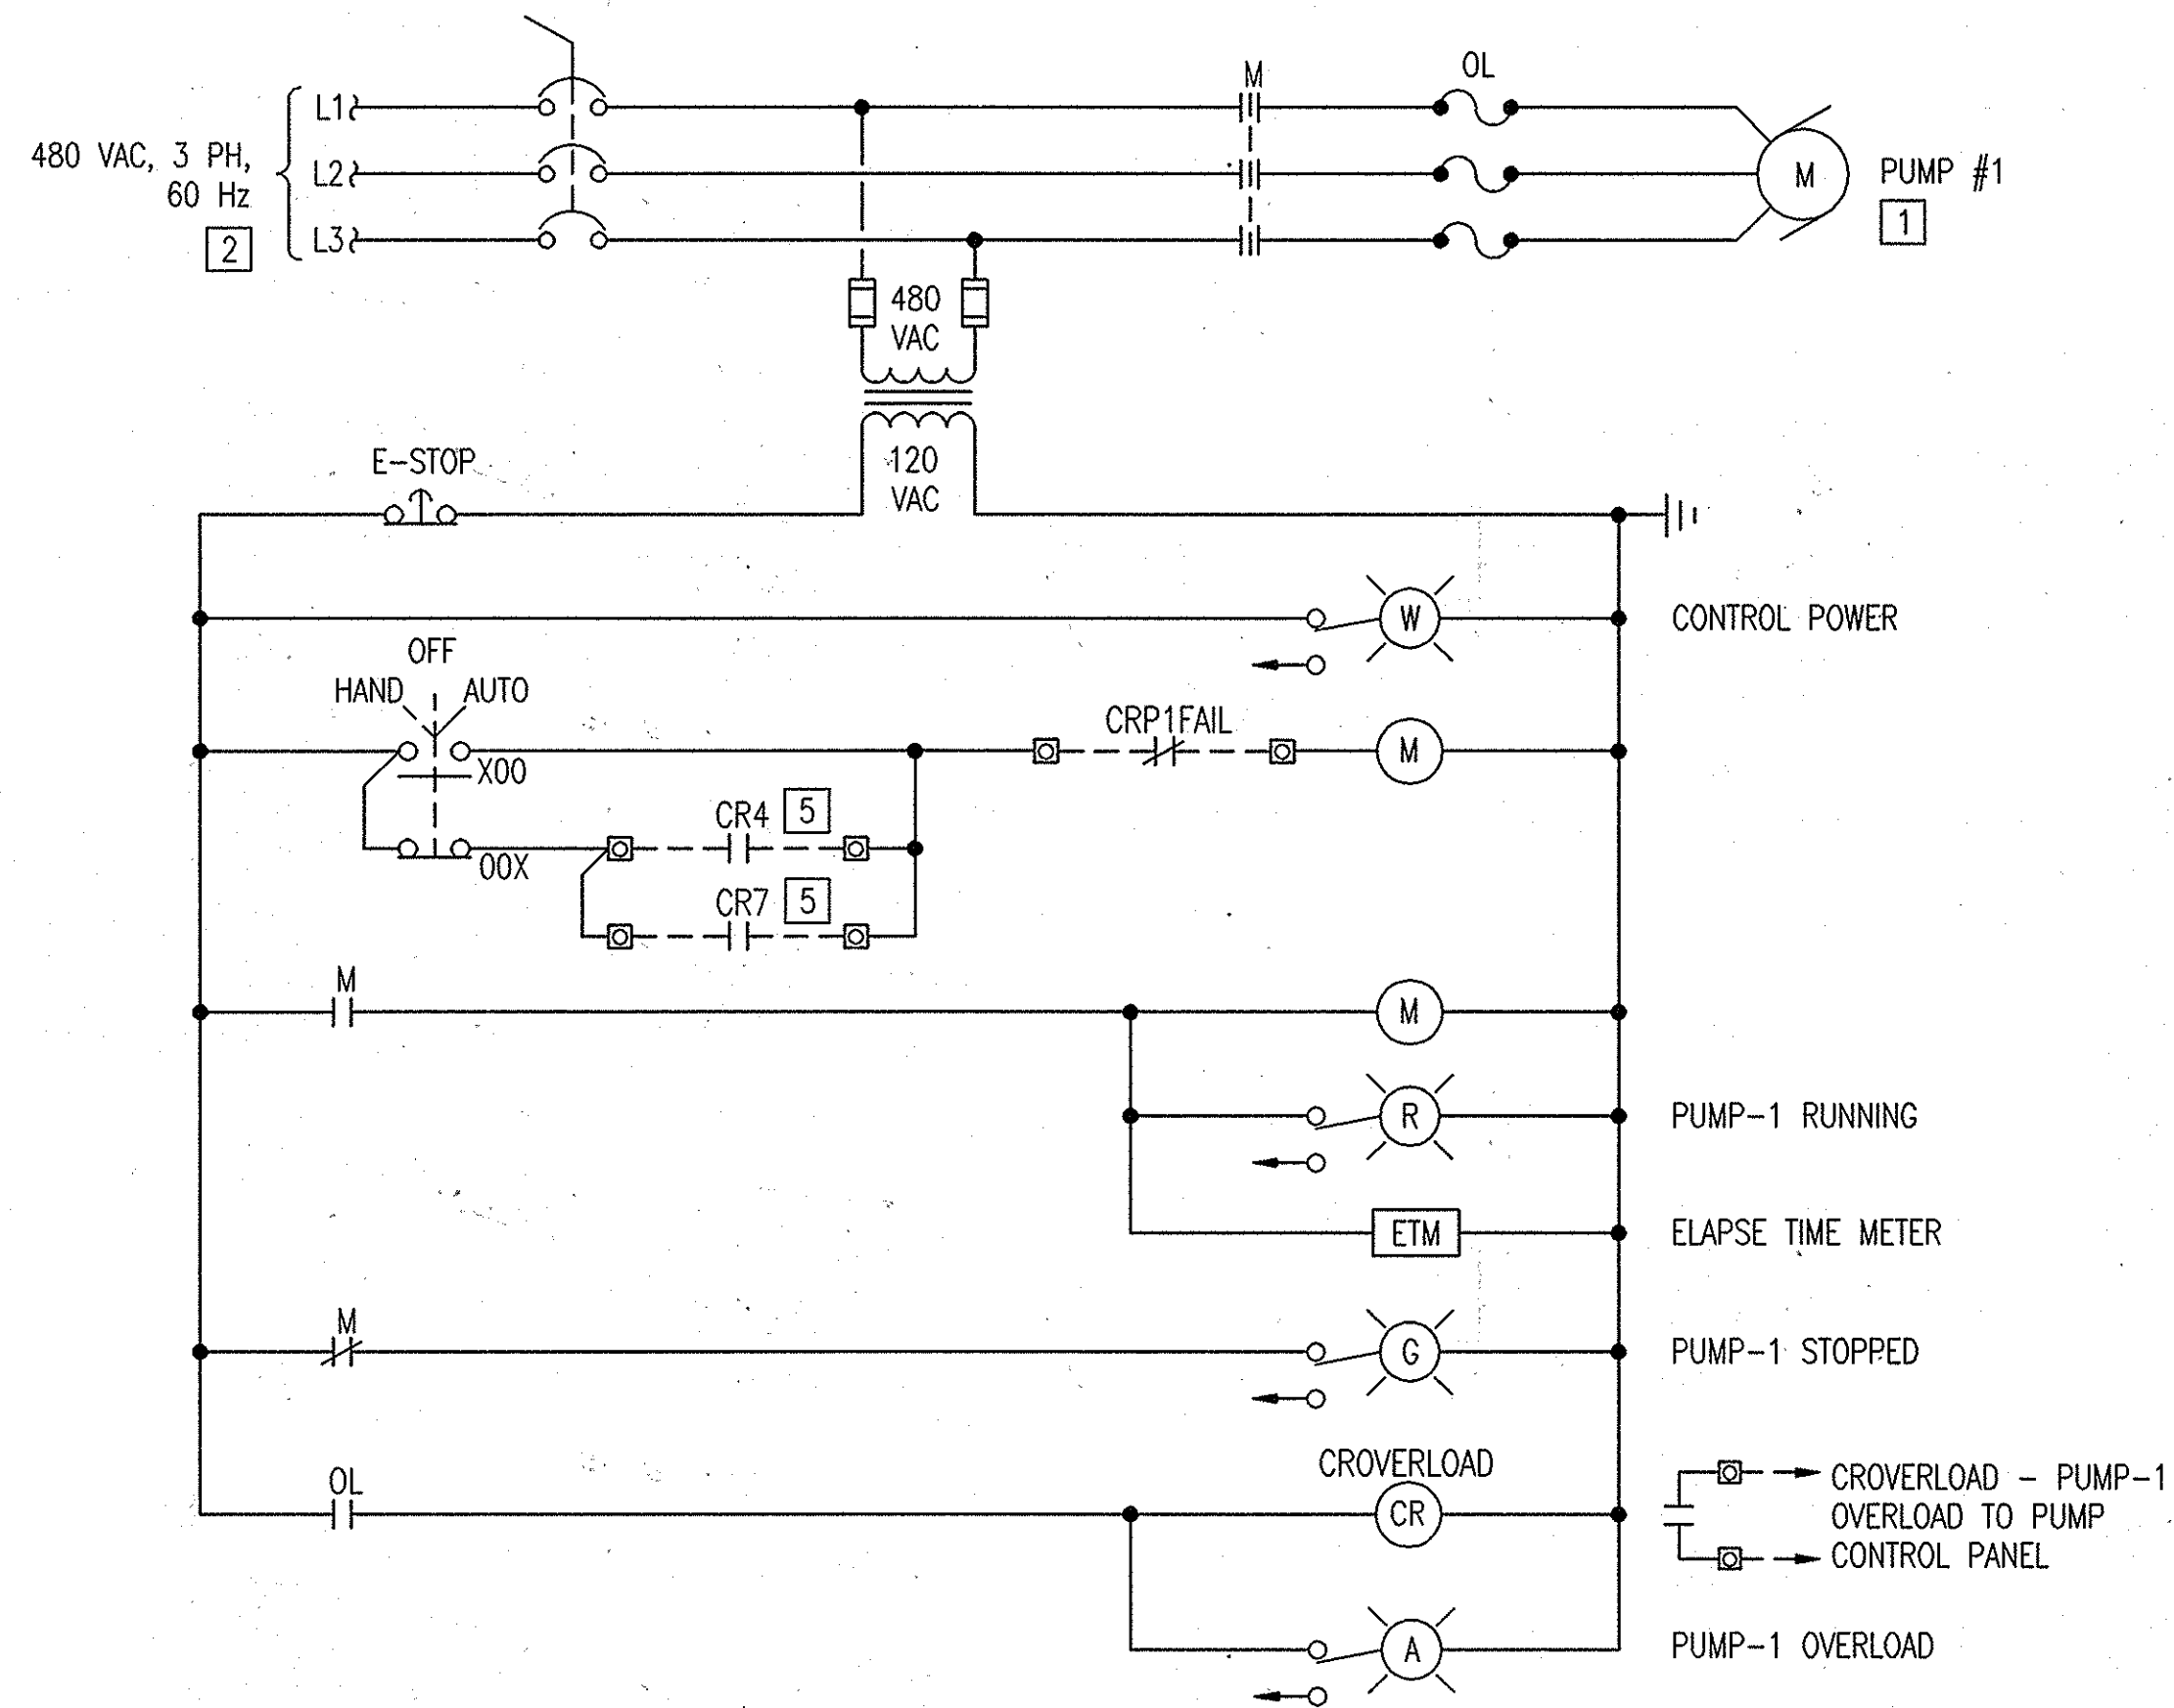 M
OL
L1
480 VAC, 3 PH,
60 Hz
L2
M
PUMP #1
2
L3
1
480
VAC
E-STOP
120
VAC
W
CONTROL POWER
OFF
HAND
AUTO
CRP1FAIL
M
X00
CR4
5
00X
CR7
5
M
M
R
PUMP-1 RUNNING
ETM
ELAPSE TIME METER
M
G
PUMP-1 STOPPED
OL
CROVERLOAD
CR
CROVERLOAD - PUMP-1
OVERLOAD TO PUMP
CONTROL PANEL
A
PUMP-1 OVERLOAD